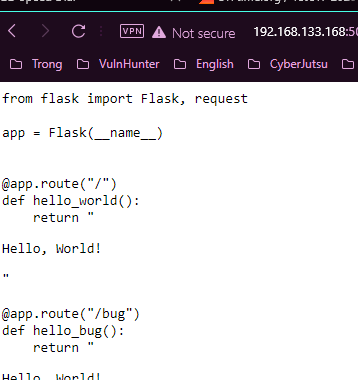 VPN Not secure 192.168.133.168:50
Trong VulnHunter English CyberJutsu
from flask import Flask, request
app = Flask(__name__)
@app.route("/")
def hello_world():
    return "
Hello, World!
"
@app.route("/bug")
def hello_bug():
    return "
Hello, World!